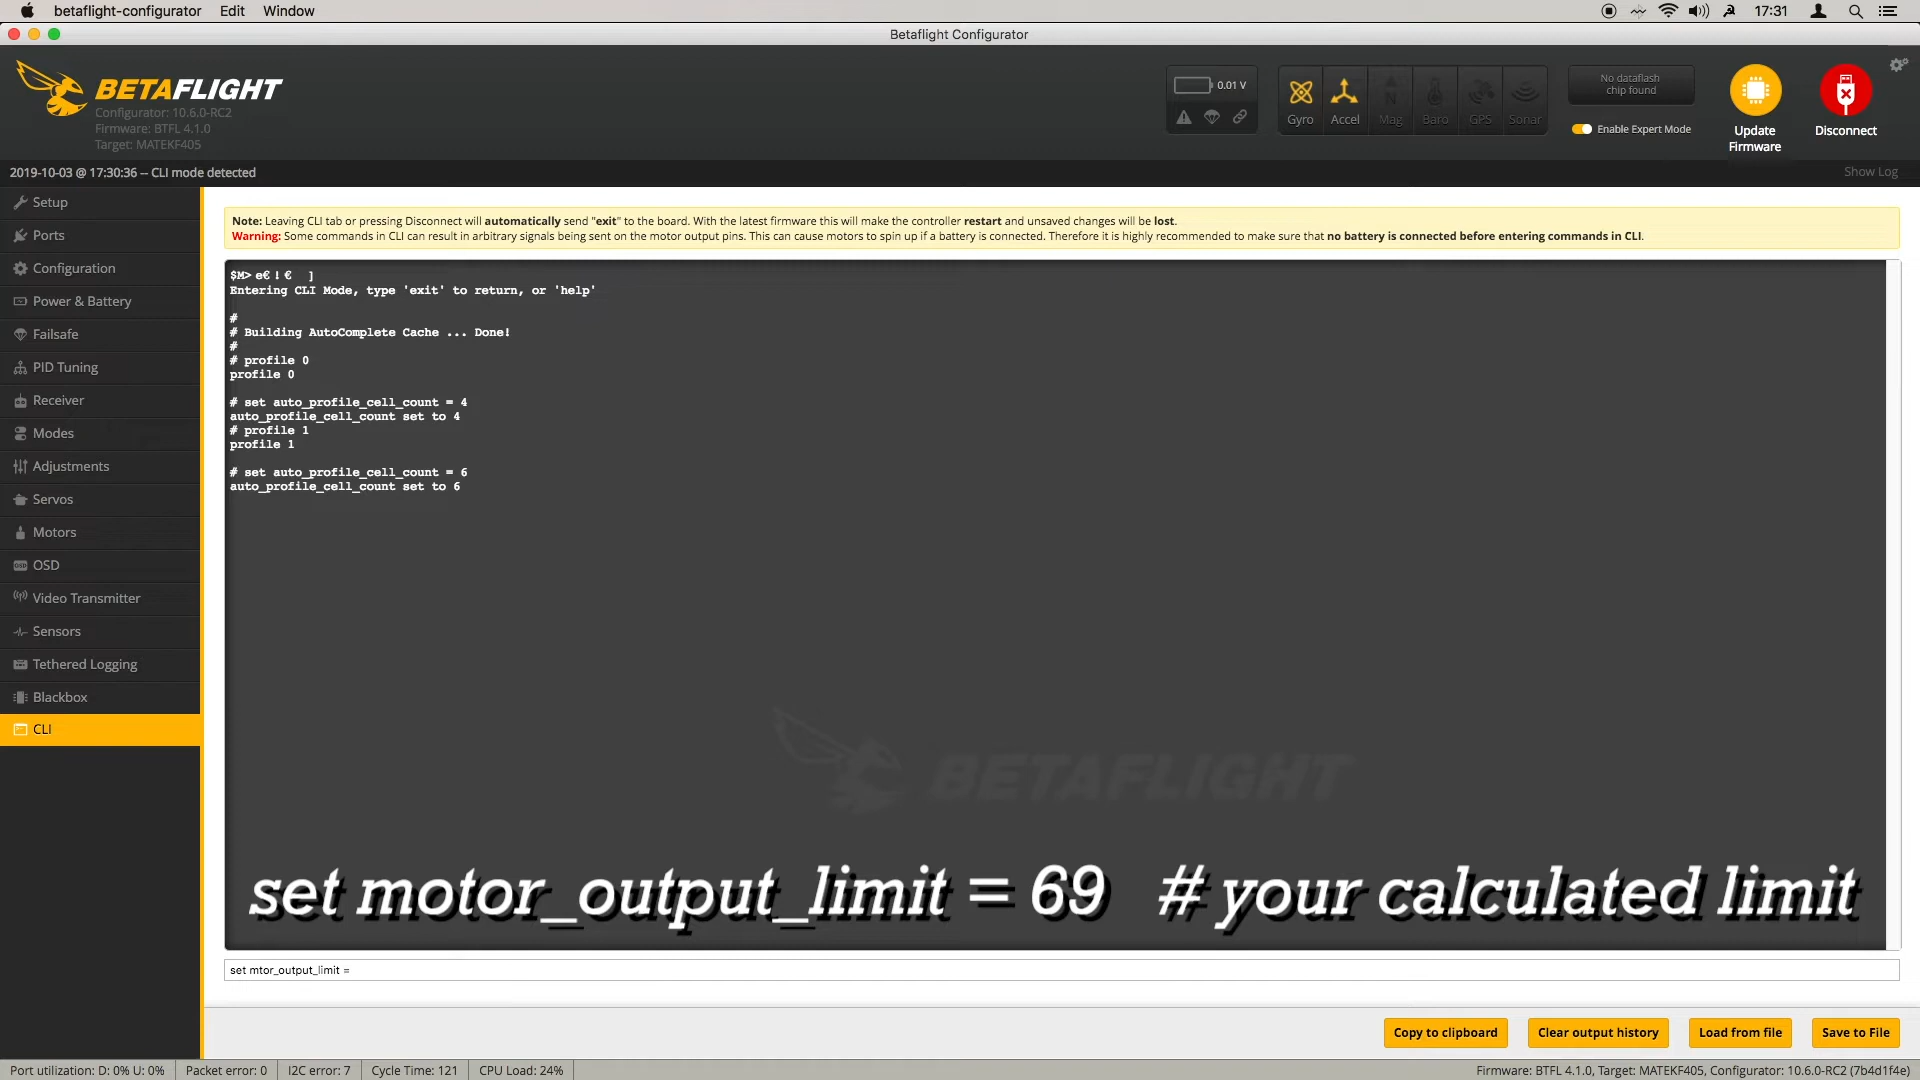 betaflight-configurator Edit Window 17:31
Betaflight Configurator
BETAFLIGHT
Configurator: 10.6.0-RC2
Firmware: BTFL 4.1.0
Target: MATEKF405
0.01 V
Gyro Accel Mag Baro GPS Sonar
No dataflash
chip found
Enable Expert Mode
Update
Firmware
Disconnect
2019-10-03 @ 17:30:36 -- CLI mode detected
Show Log
Setup
Ports
Configuration
Power & Battery
Failsafe
PID Tuning
Receiver
Modes
Adjustments
Servos
Motors
OSD
Video Transmitter
Sensors
Tethered Logging
Blackbox
CLI
Note: Leaving CLI tab or pressing Disconnect will automatically send "exit" to the board. With the latest firmware this will make the controller restart and unsaved changes will be lost.
Warning: Some commands in CLI can result in arbitrary signals being sent on the motor output pins. This can cause motors to spin up if a battery is connected. Therefore it is highly recommended to make sure that no battery is connected before entering commands in CLI.
$M> e€ ! € ]
Entering CLI Mode, type 'exit' to return, or 'help'
#
# Building AutoComplete Cache ... Done!
#
# profile 0
profile 0
# set auto_profile_cell_count = 4
auto_profile_cell_count set to 4
# profile 1
profile 1
# set auto_profile_cell_count = 6
auto_profile_cell_count set to 6
BETAFLIGHT
set motor_output_limit = 69 # your calculated limit
set mtor_output_limit =
Copy to clipboard Clear output history Load from file Save to File
Port utilization: D: 0% U: 0% Packet error: 0 I2C error: 7 Cycle Time: 121 CPU Load: 24% Firmware: BTFL 4.1.0, Target: MATEKF405, Configurator: 10.6.0-RC2 (7b4d1f4e)